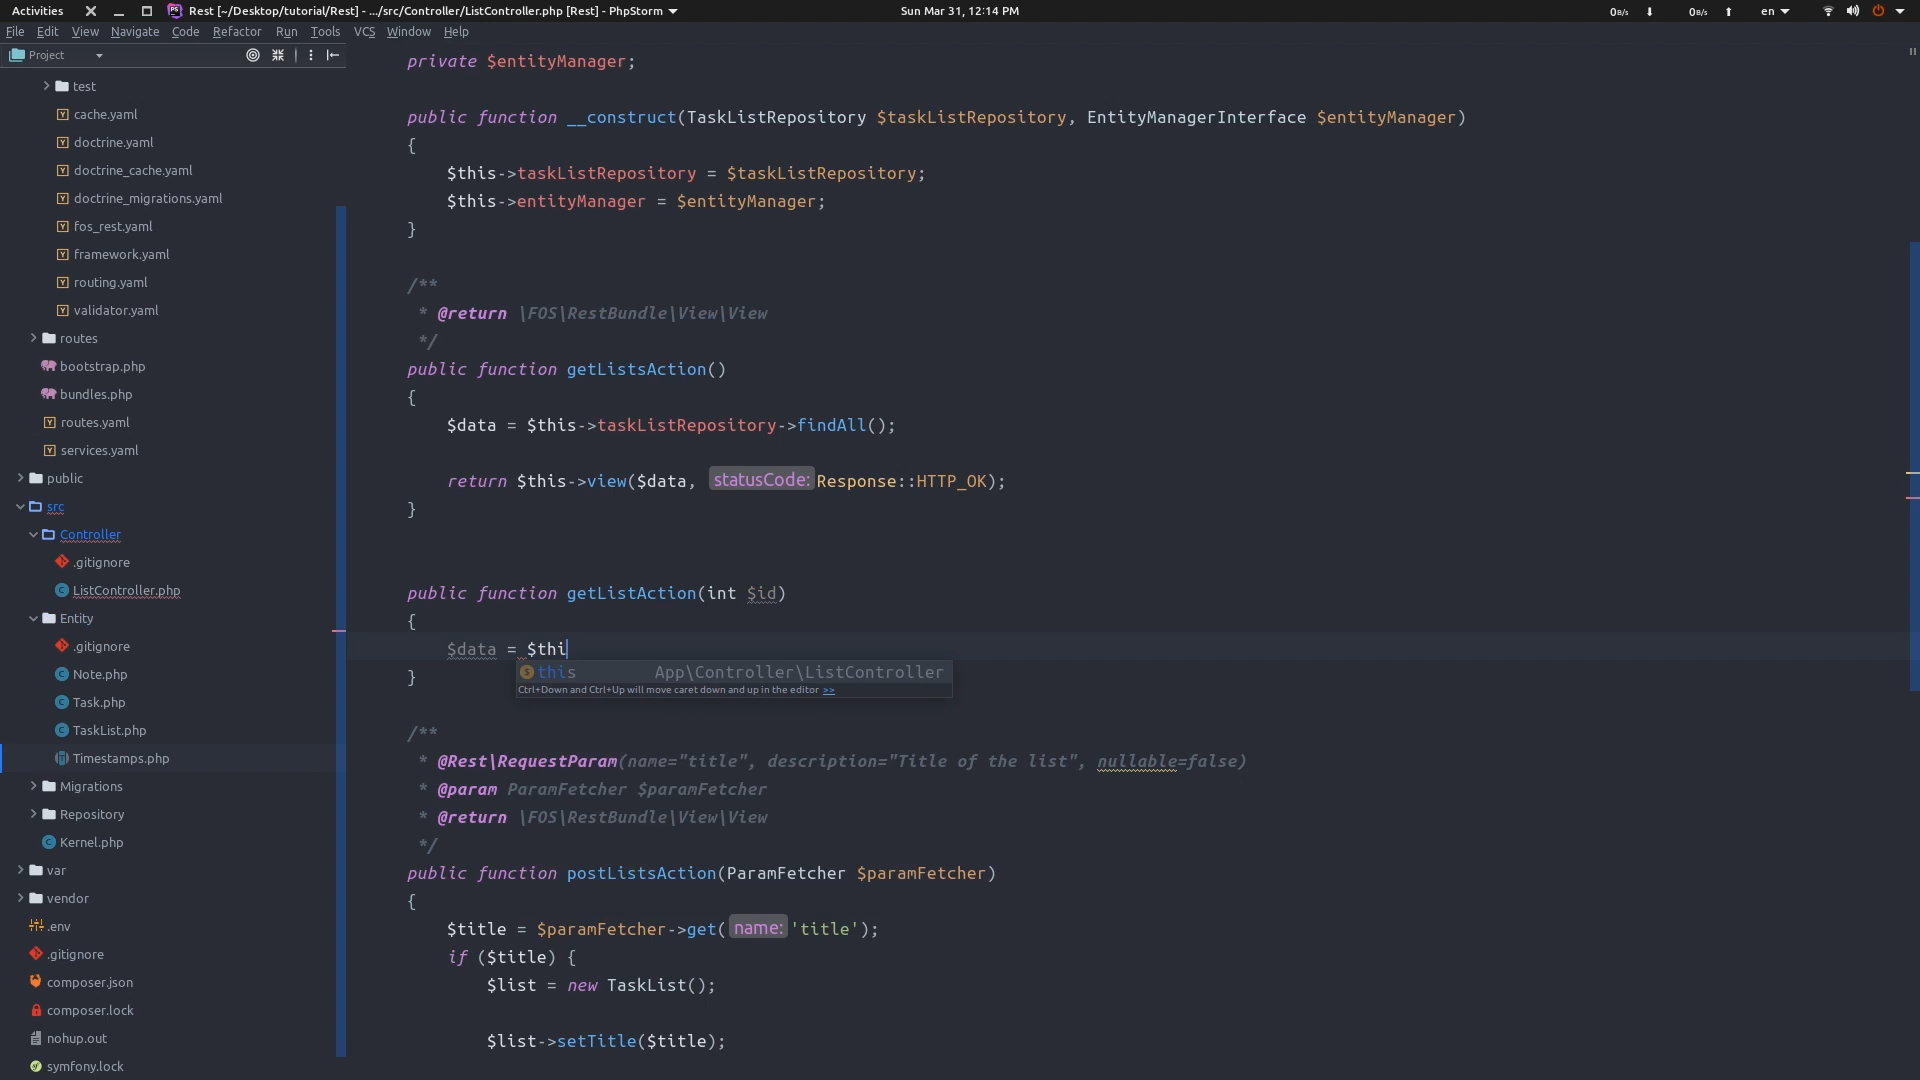 Activities Rest [~/Desktop/tutorial/Rest] - .../src/Controller/ListController.php [Rest] - PhpStorm Sun Mar 31, 12:14 PM 0B/s 0B/s en
File Edit View Navigate Code Refactor Run Tools VCS Window Help
Project
test
cache.yaml
doctrine.yaml
doctrine_cache.yaml
doctrine_migrations.yaml
fos_rest.yaml
framework.yaml
routing.yaml
validator.yaml
routes
bootstrap.php
bundles.php
routes.yaml
services.yaml
public
src
Controller
.gitignore
ListController.php
Entity
.gitignore
Note.php
Task.php
TaskList.php
Timestamps.php
Migrations
Repository
Kernel.php
var
vendor
.env
.gitignore
composer.json
composer.lock
nohup.out
symfony.lock
private $entityManager;
public function __construct(TaskListRepository $taskListRepository, EntityManagerInterface $entityManager)
{
$this->taskListRepository = $taskListRepository;
$this->entityManager = $entityManager;
}
/**
* @return \FOS\RestBundle\View\View
*/
public function getListsAction()
{
$data = $this->taskListRepository->findAll();
return $this->view($data, statusCode: Response::HTTP_OK);
}
public function getListAction(int $id)
{
$data = $thi
this App\Controller\ListController
Ctrl+Down and Ctrl+Up will move caret down and up in the editor >>
}
/**
* @Rest\RequestParam(name="title", description="Title of the list", nullable=false)
* @param ParamFetcher $paramFetcher
* @return \FOS\RestBundle\View\View
*/
public function postListsAction(ParamFetcher $paramFetcher)
{
$title = $paramFetcher->get( name: 'title');
if ($title) {
$list = new TaskList();
$list->setTitle($title);